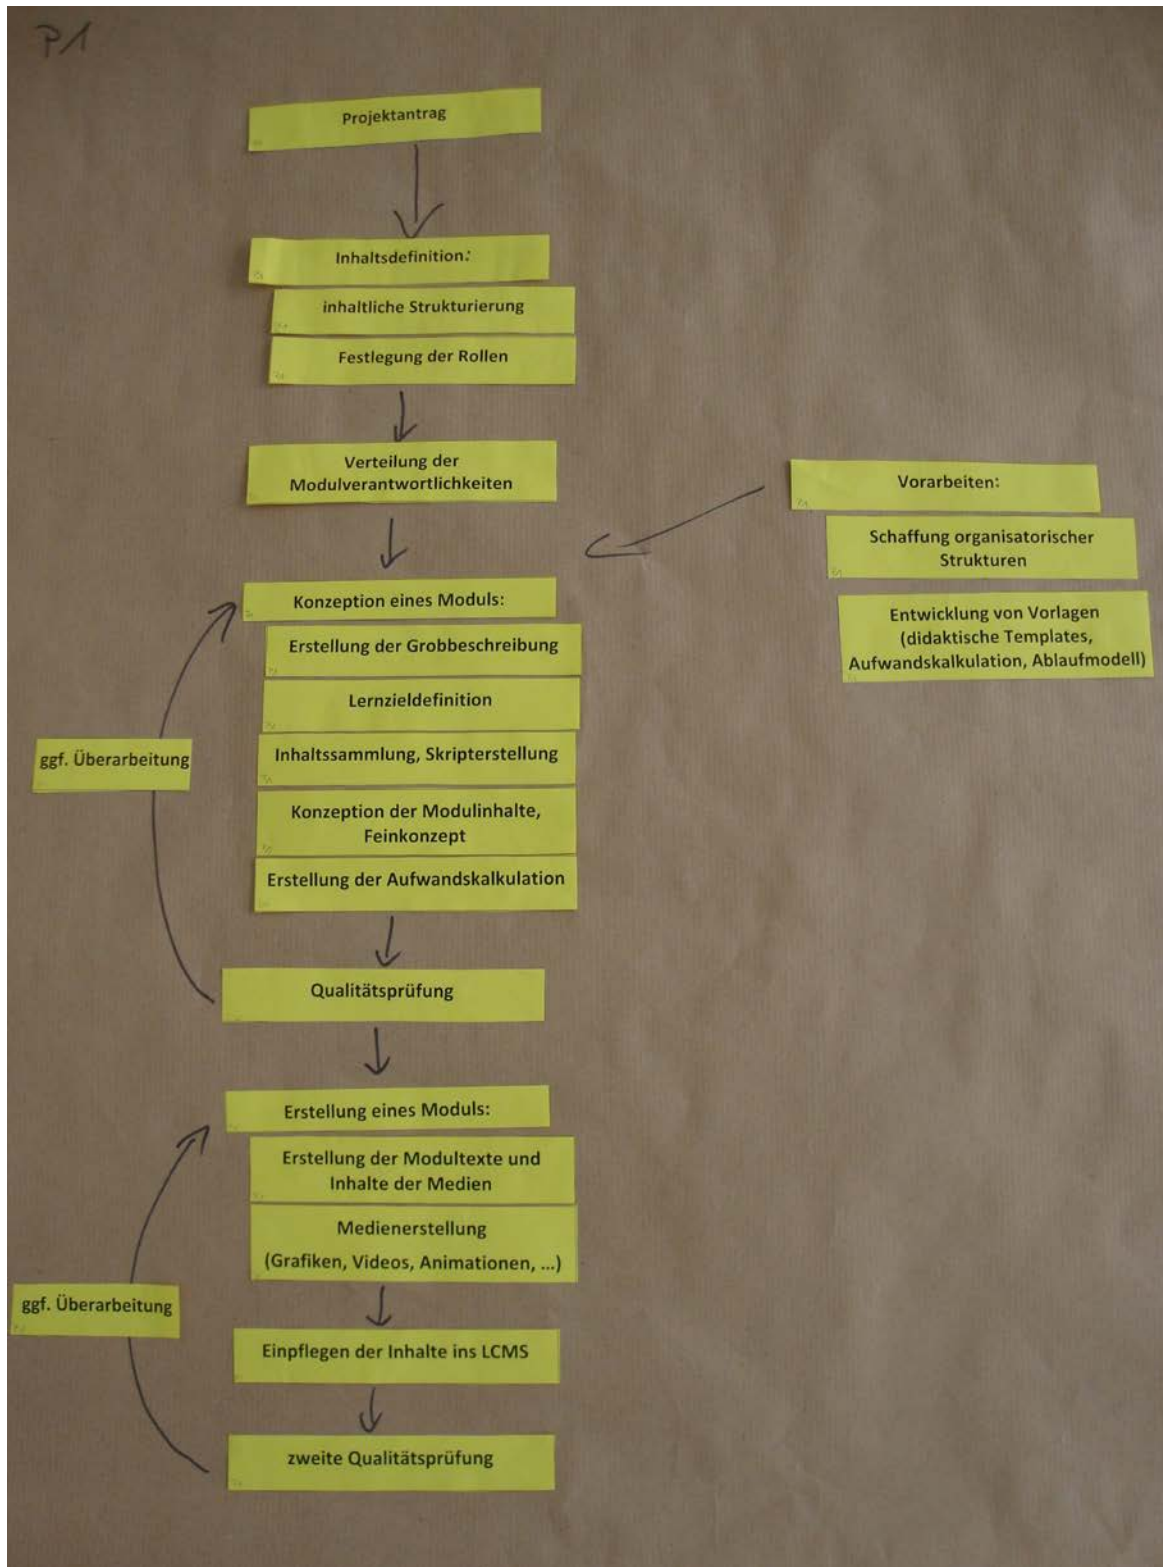 P1
Projektantrag
Inhaltsdefinition:
inhaltliche Strukturierung
Festlegung der Rollen
Verteilung der
Modulverantwortlichkeiten
Vorarbeiten:
Schaffung organisatorischer
Strukturen
Entwicklung von Vorlagen
(didaktische Templates,
Aufwandskalkulation, Ablaufmodell)
Konzeption eines Moduls:
Erstellung der Grobbeschreibung
Lernzieldefinition
Inhaltssammlung, Skripterstellung
Konzeption der Modulinhalte,
Feinkonzept
Erstellung der Aufwandskalkulation
ggf. Überarbeitung
Qualitätsprüfung
Erstellung eines Moduls:
Erstellung der Modultexte und
Inhalte der Medien
Medienerstellung
(Grafiken, Videos, Animationen, ...)
ggf. Überarbeitung
Einpflegen der Inhalte ins LCMS
zweite Qualitätsprüfung